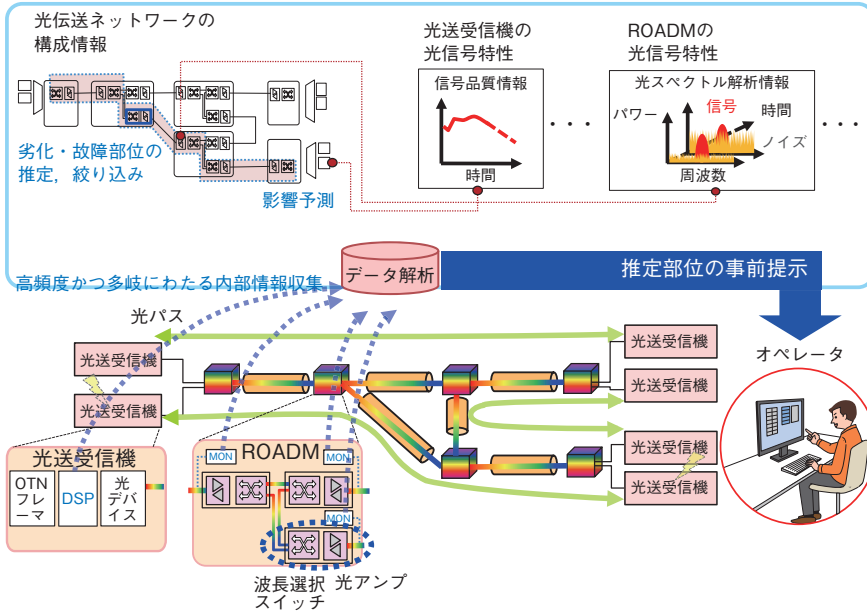 光伝送ネットワークの
構成情報
光送受信機の
光信号特性
ROADMの
光信号特性
信号品質情報
時間
・・・
光スペクトル解析情報
パワー
信号
時間
ノイズ
周波数
・・・
劣化・故障部位の
推定，絞り込み
影響予測
高頻度かつ多岐にわたる内部情報収集
データ解析
推定部位の事前提示
光パス
光送受信機
光送受信機
光送受信機
光送受信機
光送受信機
光送受信機
オペレータ
光送受信機
OTN
フレ
ーマ
DSP
光
デバ
イス
ROADM
MON
MON
MON
波長選択
スイッチ
光アンプ